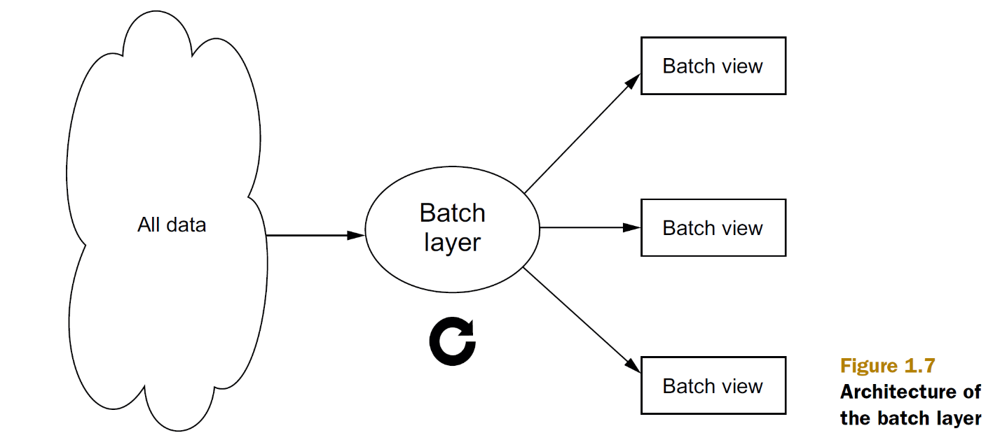 All data
Batch
layer
Batch view
Batch view
Batch view
Figure 1.7
Architecture of
the batch layer